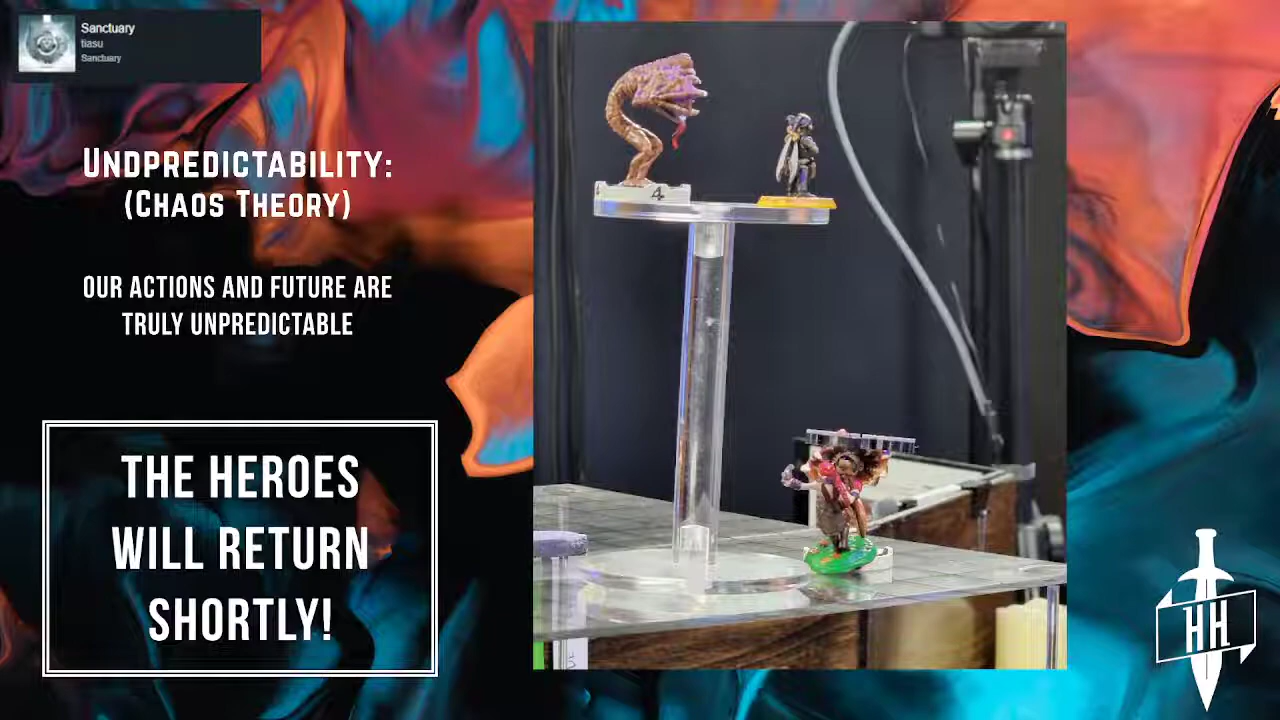 Sanctuary
tiasu
Sanctuary
UNDPREDICTABILITY:
(CHAOS THEORY)
OUR ACTIONS AND FUTURE ARE
TRULY UNPREDICTABLE
THE HEROES
WILL RETURN
SHORTLY!
4
HH